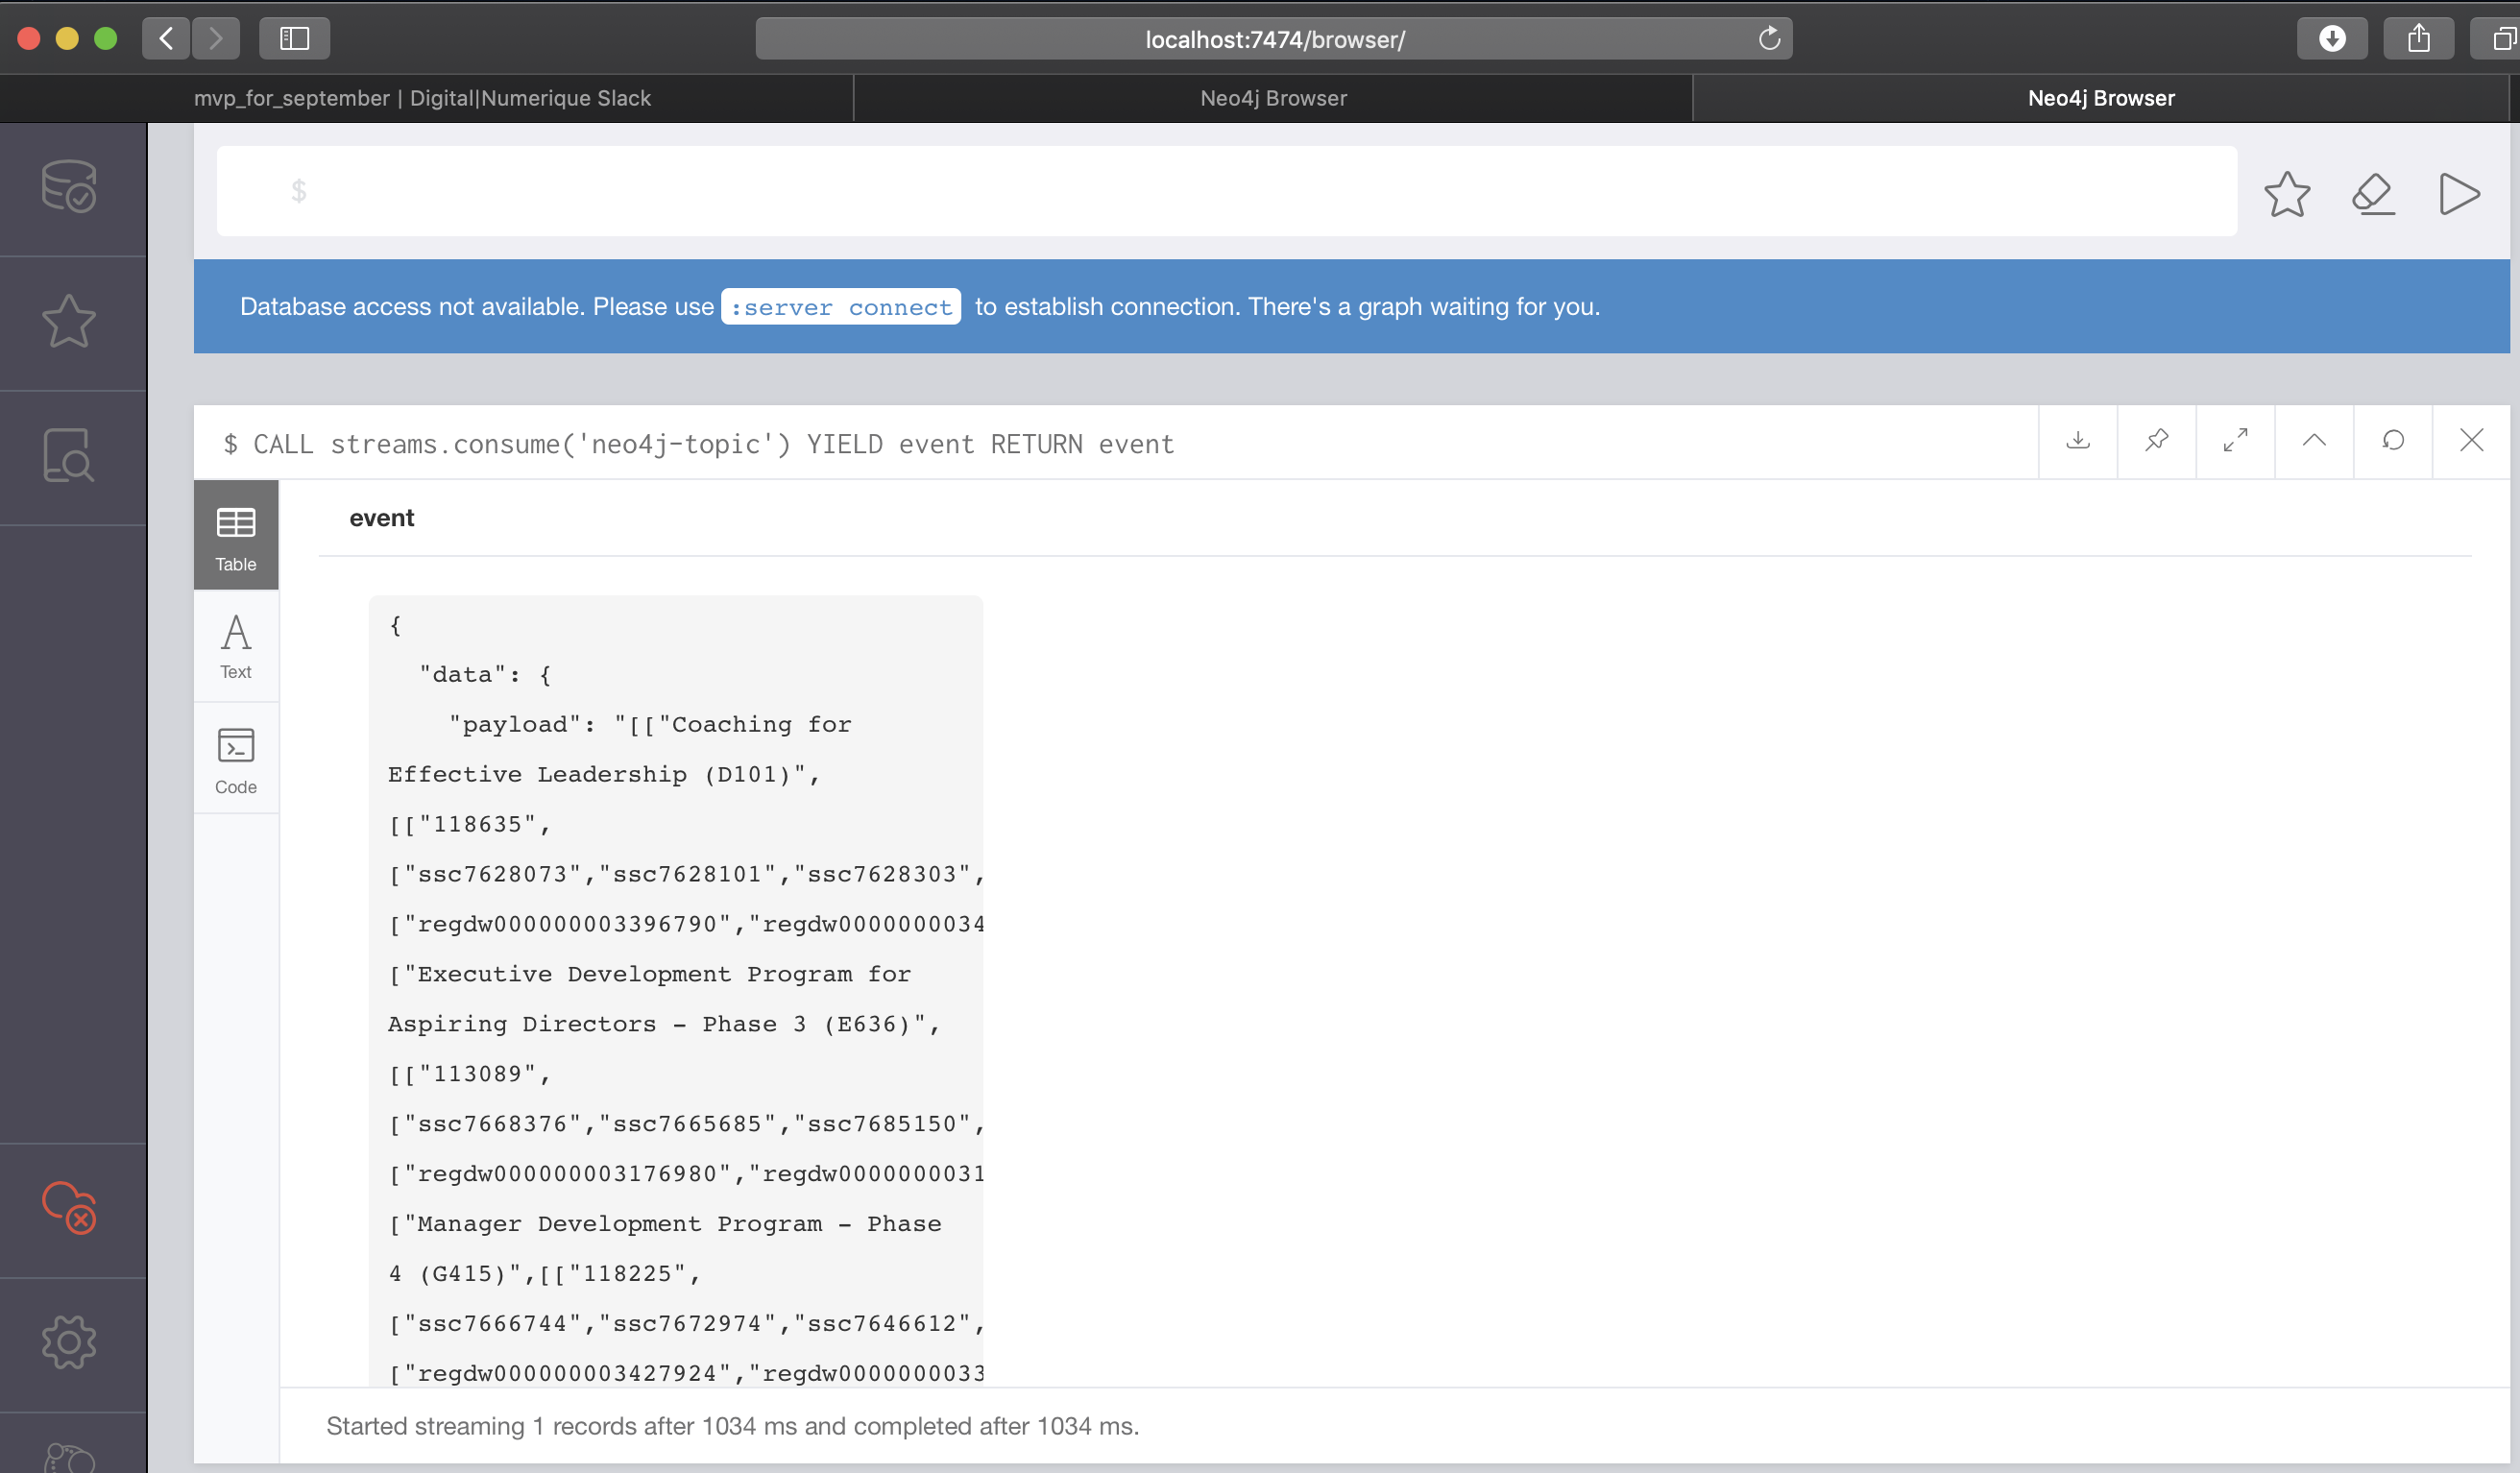 localhost:7474/browser/
mvp_for_september | Digital|Numerique Slack
Neo4j Browser
Neo4j Browser
$
Database access not available. Please use :server connect to establish connection. There's a graph waiting for you.
$ CALL streams.consume('neo4j-topic') YIELD event RETURN event
Table
Text
Code
event
{
"data": {
"payload": "[["Coaching for
Effective Leadership (D101)",
[["118635",
["ssc7628073","ssc7628101","ssc7628303",
["regdw000000003396790","regdw0000000034
["Executive Development Program for
Aspiring Directors - Phase 3 (E636)",
[["113089",
["ssc7668376","ssc7665685","ssc7685150",
["regdw000000003176980","regdw0000000031
["Manager Development Program - Phase
4 (G415)",[["118225",
["ssc7666744","ssc7672974","ssc7646612",
["regdw000000003427924","regdw0000000033
Started streaming 1 records after 1034 ms and completed after 1034 ms.